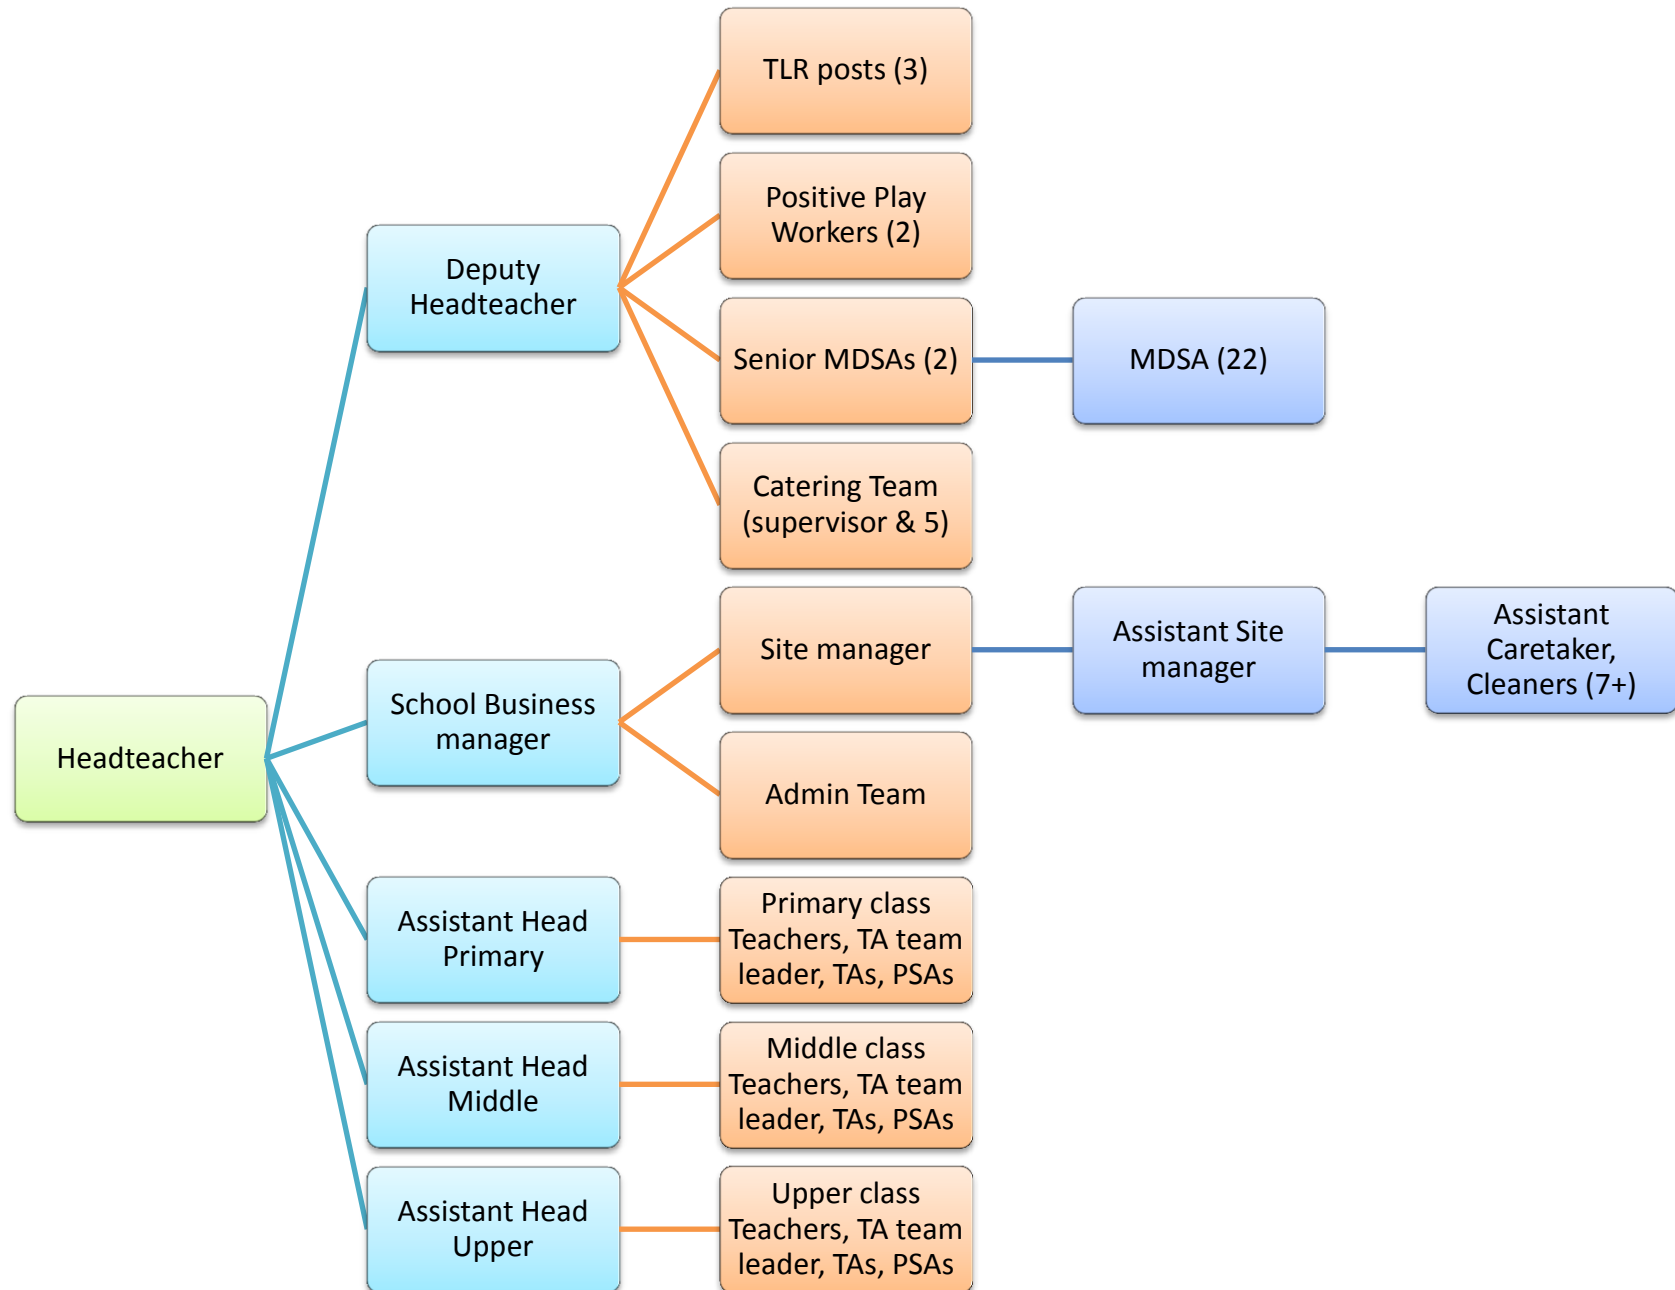 TLR posts (3)
Positive Play
Workers (2)
Deputy
Headteacher
Senior MDSAs (2)
MDSA (22)
Catering Team
(supervisor & 5)
Site manager
Assistant Site
manager
Assistant
Caretaker,
Cleaners (7+)
School Business
manager
Headteacher
Admin Team
Assistant Head
Primary
Primary class
Teachers, TA team
leader, TAs, PSAs
Assistant Head
Middle
Middle class
Teachers, TA team
leader, TAs, PSAs
Assistant Head
Upper
Upper class
Teachers, TA team
leader, TAs, PSAs